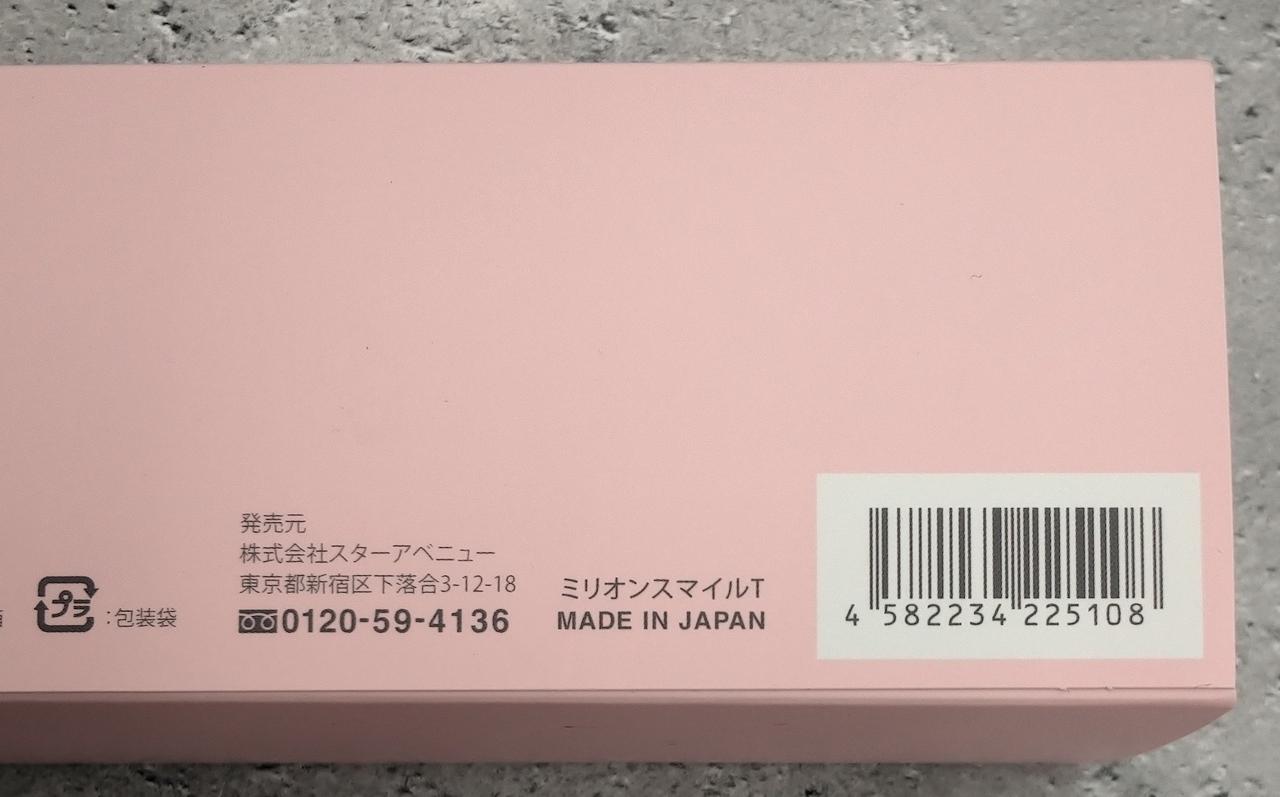 発売元
株式会社スターアベニュー
東京都新宿区下落合3-12-18
0120-59-4136
プラ :包装袋
ミリオンスマイルT
MADE IN JAPAN
4 582234 225108